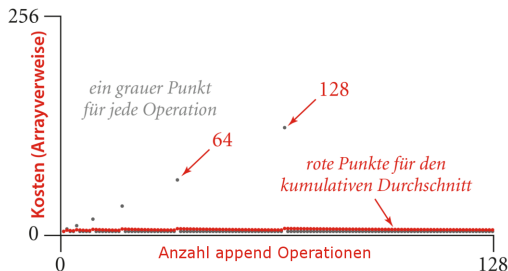 256
Kosten (Arrayverweise)
ein grauer Punkt
für jede Operation
128
64
rote Punkte für den
kumulativen Durchschnitt
0
Anzahl append Operationen
0
128